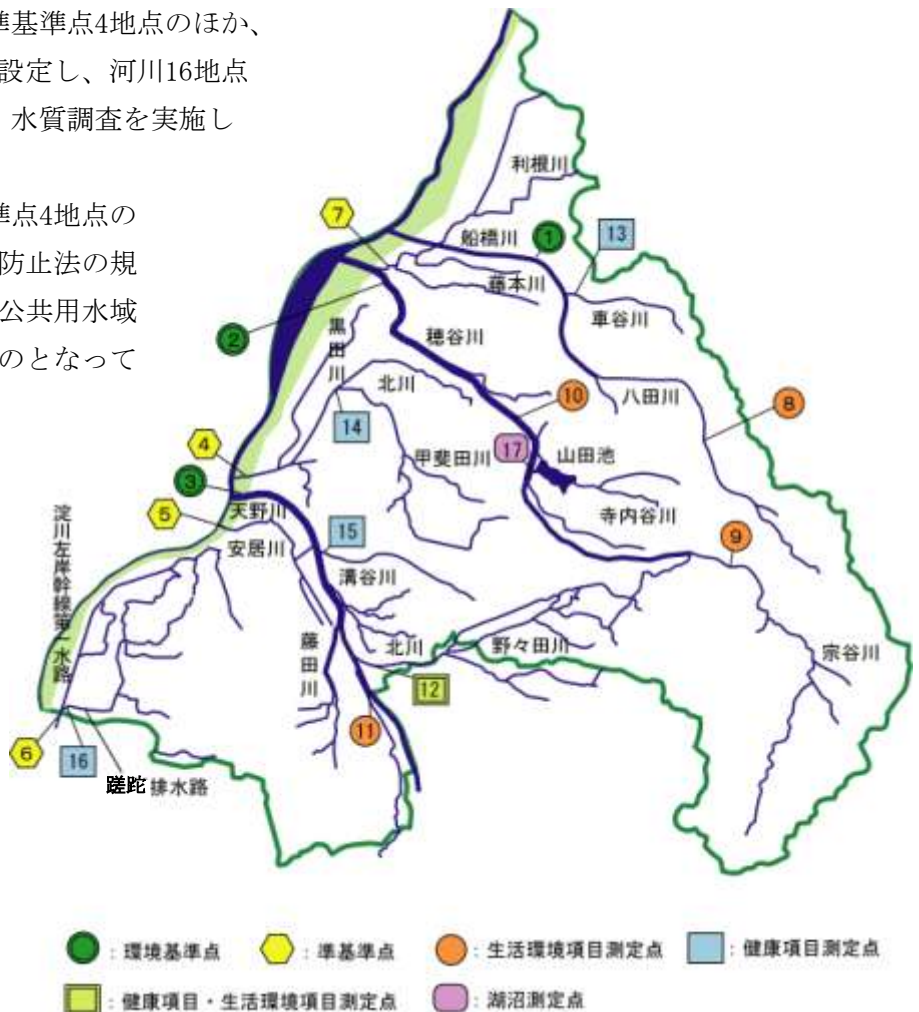 準基準点4地点のほか、
設定し、河川16地点
水質調査を実施し
準点4地点の
防止法の規
公共用水域
のとなって
利根川
7
船橋川
1
13
藤本川
車谷川
2
黒田川
穂谷川
北川
10
八田川
8
14
甲斐田川
17
山田池
4
3
天野川
寺内谷川
5
安居川
15
9
淀川左岸幹線第一水路
溝谷川
藤田川
北川
野々田川
宗谷川
12
11
6
16
蹉跎排水路
:環境基準点
:準基準点
:生活環境項目測定点
:健康項目測定点
:健康項目・生活環境項目測定点
:湖沼測定点